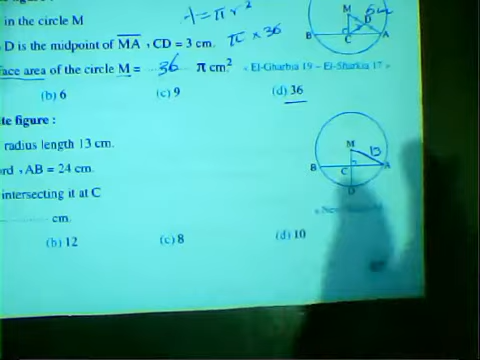 in the circle M
A = π r²
D is the midpoint of MA , CD = 3 cm.
π × 36
face area of the circle M = 36 π cm².
« El-Gharbia 19 – El-Sharkia 17 »
(b) 6 (c) 9 (d) 36
M D B C A
te figure :
radius length 13 cm.
ord , AB = 24 cm.
intersecting it at C
cm.
M 13 B C A D
(b) 12 (c) 8 (d) 10